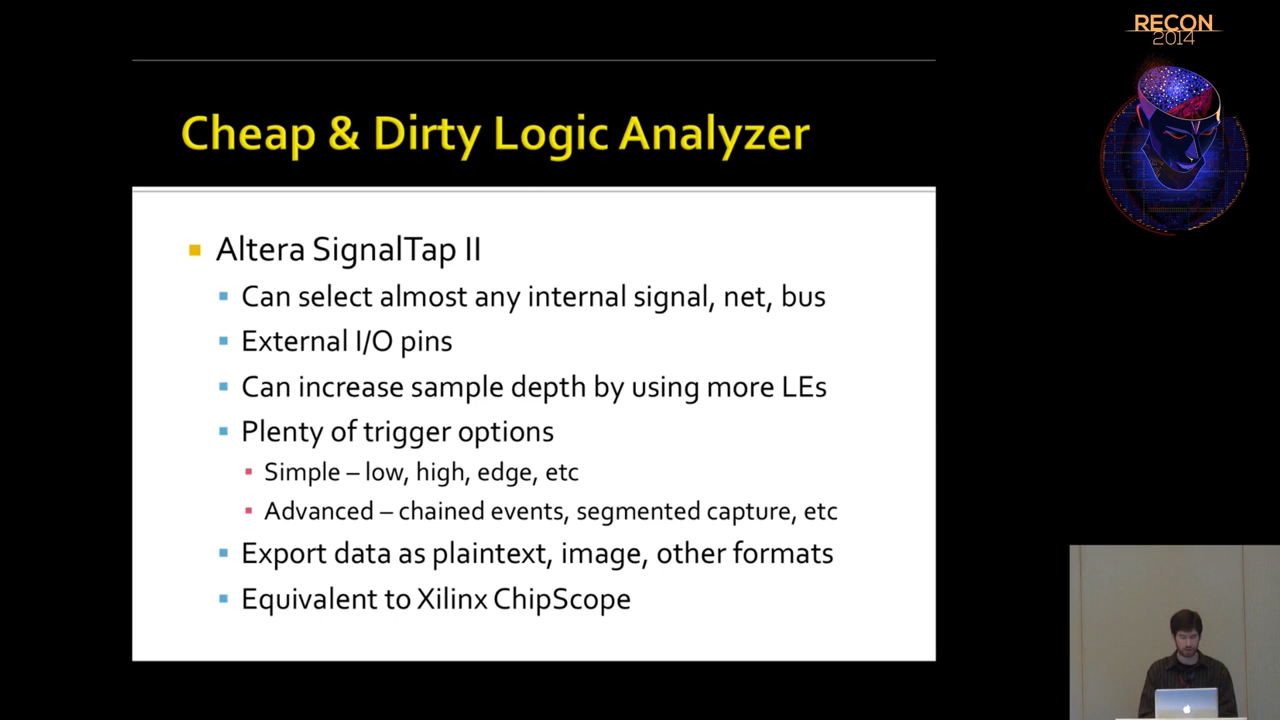 RECON
2014
Cheap & Dirty Logic Analyzer
Altera SignalTap II
Can select almost any internal signal, net, bus
External I/O pins
Can increase sample depth by using more LEs
Plenty of trigger options
Simple – low, high, edge, etc
Advanced – chained events, segmented capture, etc
Export data as plaintext, image, other formats
Equivalent to Xilinx ChipScope